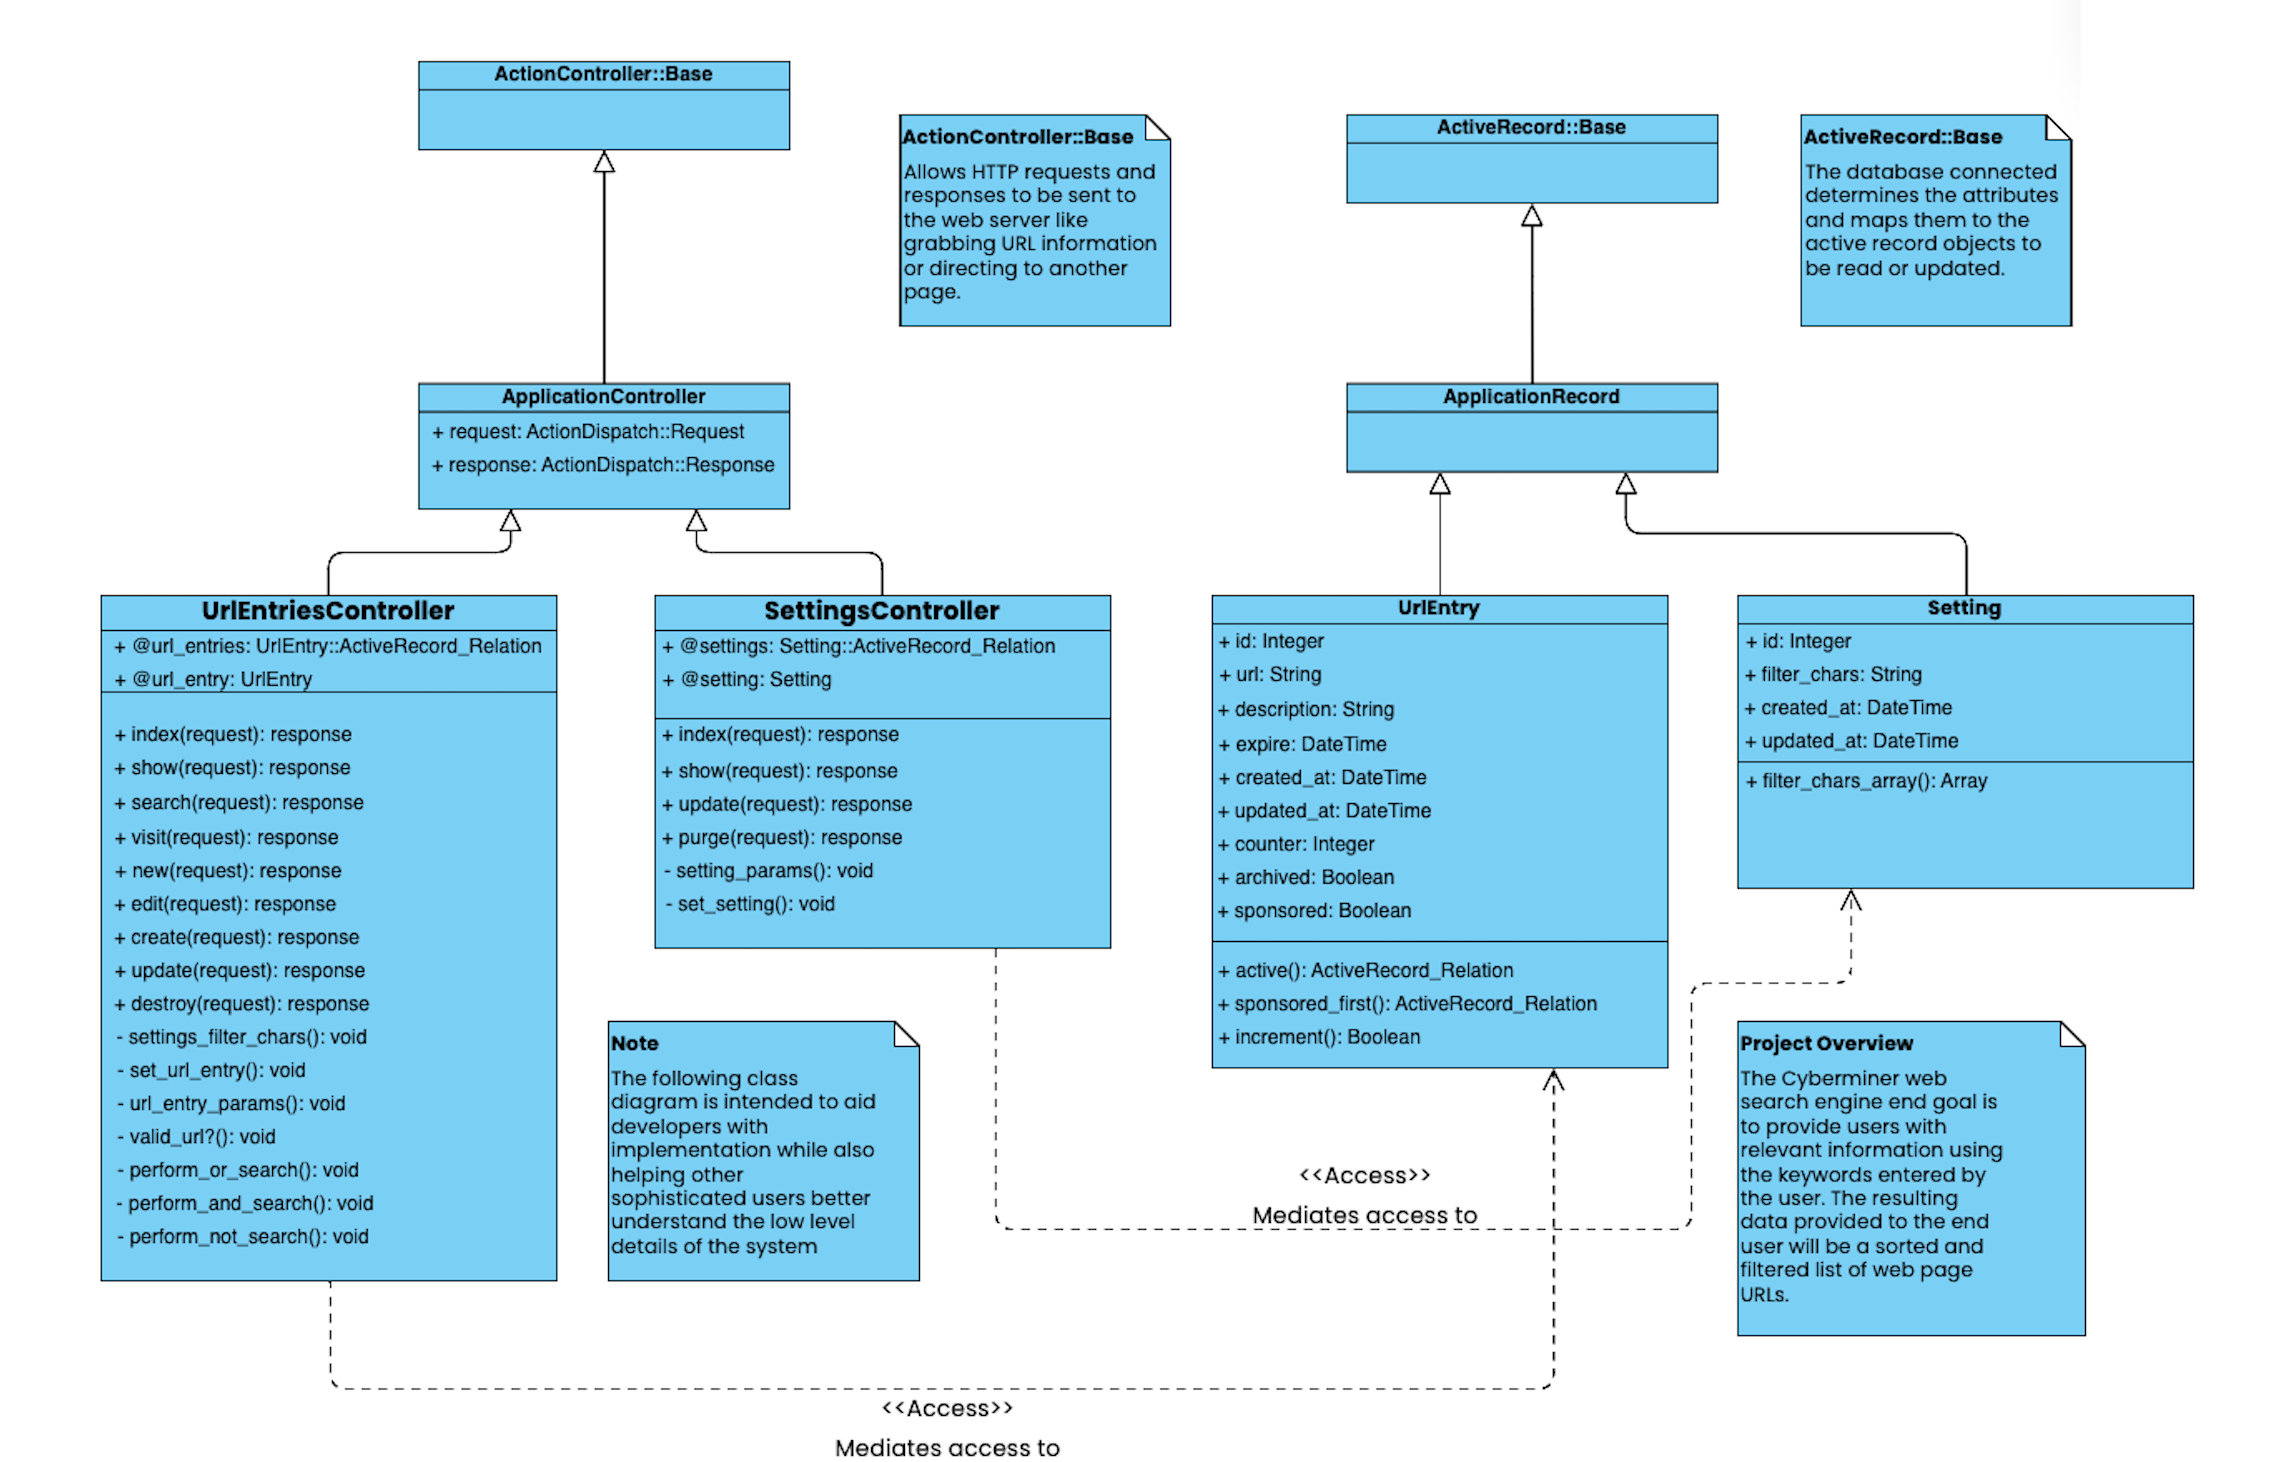 ActionController::Base
ActionController::Base
Allows HTTP requests and
responses to be sent to
the web server like
grabbing URL information
or directing to another
page.
ActiveRecord::Base
ActiveRecord::Base
The database connected
determines the attributes
and maps them to the
active record objects to
be read or updated.
ApplicationController
+ request: ActionDispatch::Request
+ response: ActionDispatch::Response
ApplicationRecord
UrlEntriesController
+ @url_entries: UrlEntry::ActiveRecord_Relation
+ @url_entry: UrlEntry
+ index(request): response
+ show(request): response
+ search(request): response
+ visit(request): response
+ new(request): response
+ edit(request): response
+ create(request): response
+ update(request): response
+ destroy(request): response
- settings_filter_chars(): void
- set_url_entry(): void
- url_entry_params(): void
- valid_url?(): void
- perform_or_search(): void
- perform_and_search(): void
- perform_not_search(): void
SettingsController
+ @settings: Setting::ActiveRecord_Relation
+ @setting: Setting
+ index(request): response
+ show(request): response
+ update(request): response
+ purge(request): response
- setting_params(): void
- set_setting(): void
UrlEntry
+ id: Integer
+ url: String
+ description: String
+ expire: DateTime
+ created_at: DateTime
+ updated_at: DateTime
+ counter: Integer
+ archived: Boolean
+ sponsored: Boolean
+ active(): ActiveRecord_Relation
+ sponsored_first(): ActiveRecord_Relation
+ increment(): Boolean
Setting
+ id: Integer
+ filter_chars: String
+ created_at: DateTime
+ updated_at: DateTime
+ filter_chars_array(): Array
Note
The following class
diagram is intended to aid
developers with
implementation while also
helping other
sophisticated users better
understand the low level
details of the system
<<Access>>
Mediates access to
Project Overview
The Cyberminer web
search engine end goal is
to provide users with
relevant information using
the keywords entered by
the user. The resulting
data provided to the end
user will be a sorted and
filtered list of web page
URLs.
<<Access>>
Mediates access to